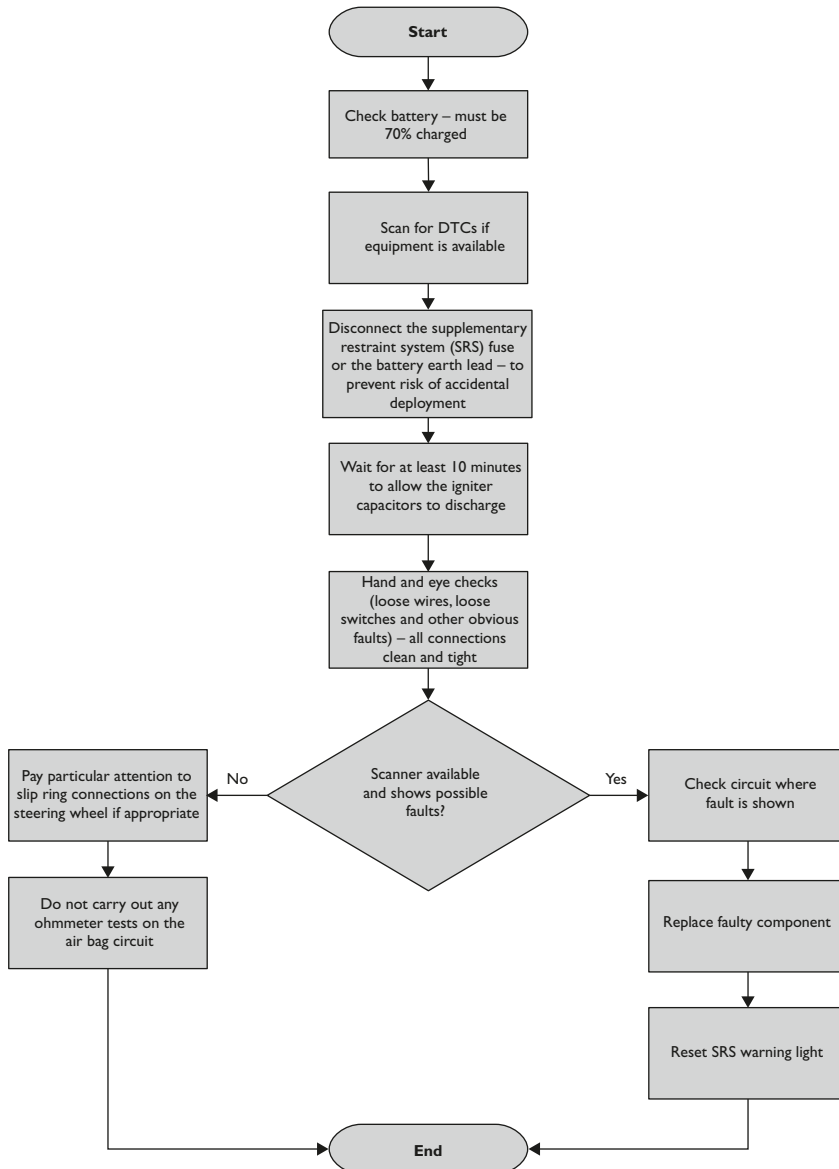 Start
Check battery – must be
70% charged
Scan for DTCs if
equipment is available
Disconnect the supplementary
restraint system (SRS) fuse
or the battery earth lead – to
prevent risk of accidental
deployment
Wait for at least 10 minutes
to allow the igniter
capacitors to discharge
Hand and eye checks
(loose wires, loose
switches and other obvious
faults) – all connections
clean and tight
Scanner available
and shows possible
faults?
No
Pay particular attention to
slip ring connections on the
steering wheel if appropriate
Do not carry out any
ohmmeter tests on the
air bag circuit
Yes
Check circuit where
fault is shown
Replace faulty component
Reset SRS warning light
End